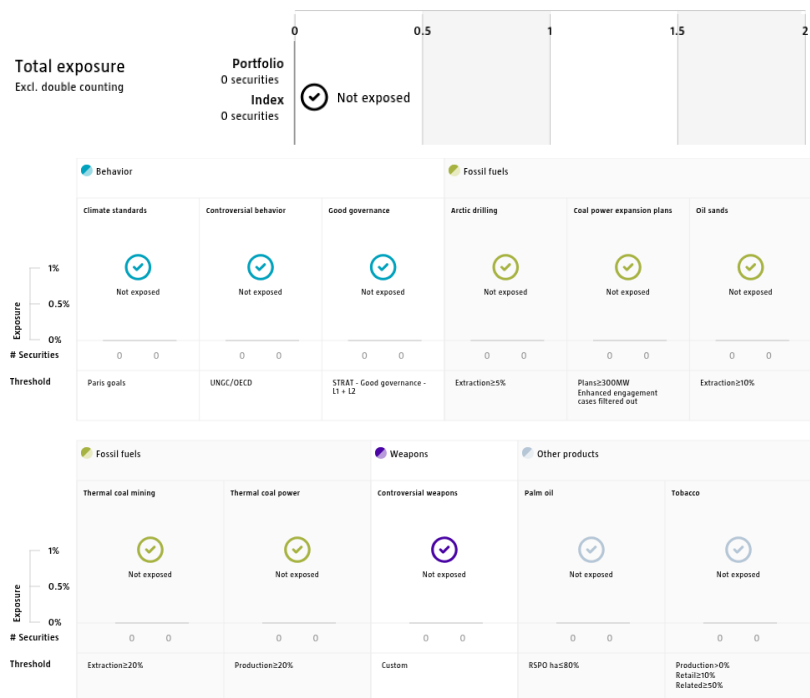 0 0.5 1 1.5 2
Total exposure
Excl. double counting
Portfolio
0 securities
Index
0 securities
Not exposed
Behavior Fossil fuels
Climate standards Controversial behavior Good governance Arctic drilling Coal power expansion plans Oil sands
Exposure
1%
0.5%
0%
Not exposed Not exposed Not exposed Not exposed Not exposed Not exposed
# Securities 0 0 0 0 0 0 0 0 0 0 0 0
Threshold Paris goals UNGC/OECD STRAT - Good governance - Extraction≥5% Plans≥300MW Extraction≥10%
L1 + L2 Enhanced engagement
cases filtered out
Fossil fuels Weapons Other products
Thermal coal mining Thermal coal power Controversial weapons Palm oil Tobacco
Exposure
1%
0.5%
0%
Not exposed Not exposed Not exposed Not exposed Not exposed
# Securities 0 0 0 0 0 0 0 0 0 0
Threshold Extraction≥20% Production≥20% Custom RSPO ha≤80% Production>0%
Retail≥10%
Related≥50%